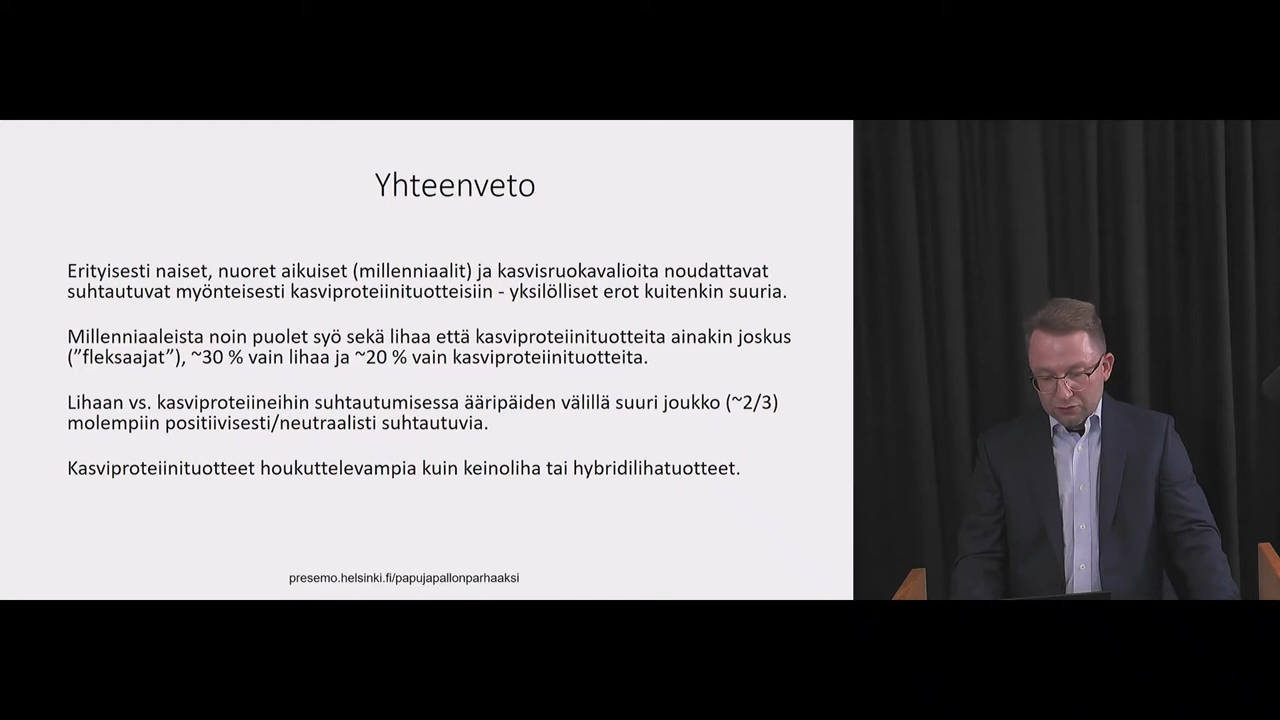 Yhteenveto
Erityisesti naiset, nuoret aikuiset (millenniaalit) ja kasvisruokavalioita noudattavat
suhtautuvat myönteisesti kasviproteiinituotteisiin - yksilölliset erot kuitenkin suuria.
Millenniaaleista noin puolet syö sekä lihaa että kasviproteiinituotteita ainakin joskus
(”fleksaajat”), ~30 % vain lihaa ja ~20 % vain kasviproteiinituotteita.
Lihaan vs. kasviproteiineihin suhtautumisessa ääripäiden välillä suuri joukko (~2/3)
molempiin positiivisesti/neutraalisti suhtautuvia.
Kasviproteiinituotteet houkuttelevampia kuin keinoliha tai hybridilihatuotteet.
presemo.helsinki.fi/papujapallonparhaaksi